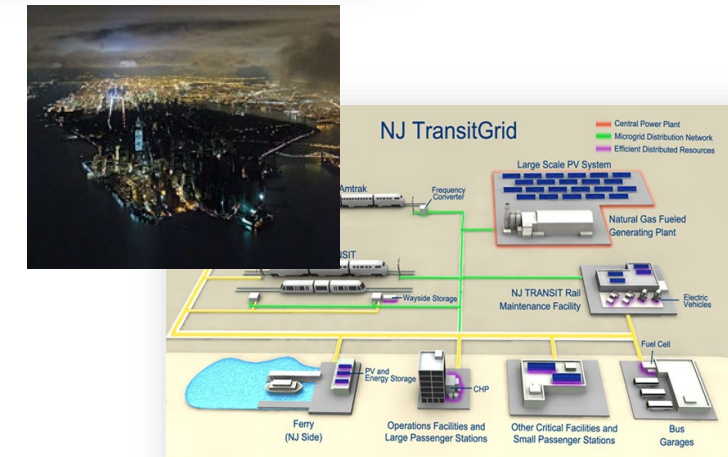 NJ TransitGrid
Central Power Plant
Microgrid Distribution Network
Efficient Distributed Resources
Large Scale PV System
Amtrak
Frequency
Converter
Natural Gas Fueled
Generating Plant
SIT
Wayside Storage
NJ TRANSIT Rail
Maintenance Facility
Electric
Vehicles
Fuel Cell
PV and
Energy Storage
CHP
Ferry
(NJ Side)
Operations Facilities and
Large Passenger Stations
Other Critical Facilities and
Small Passenger Stations
Bus
Garages